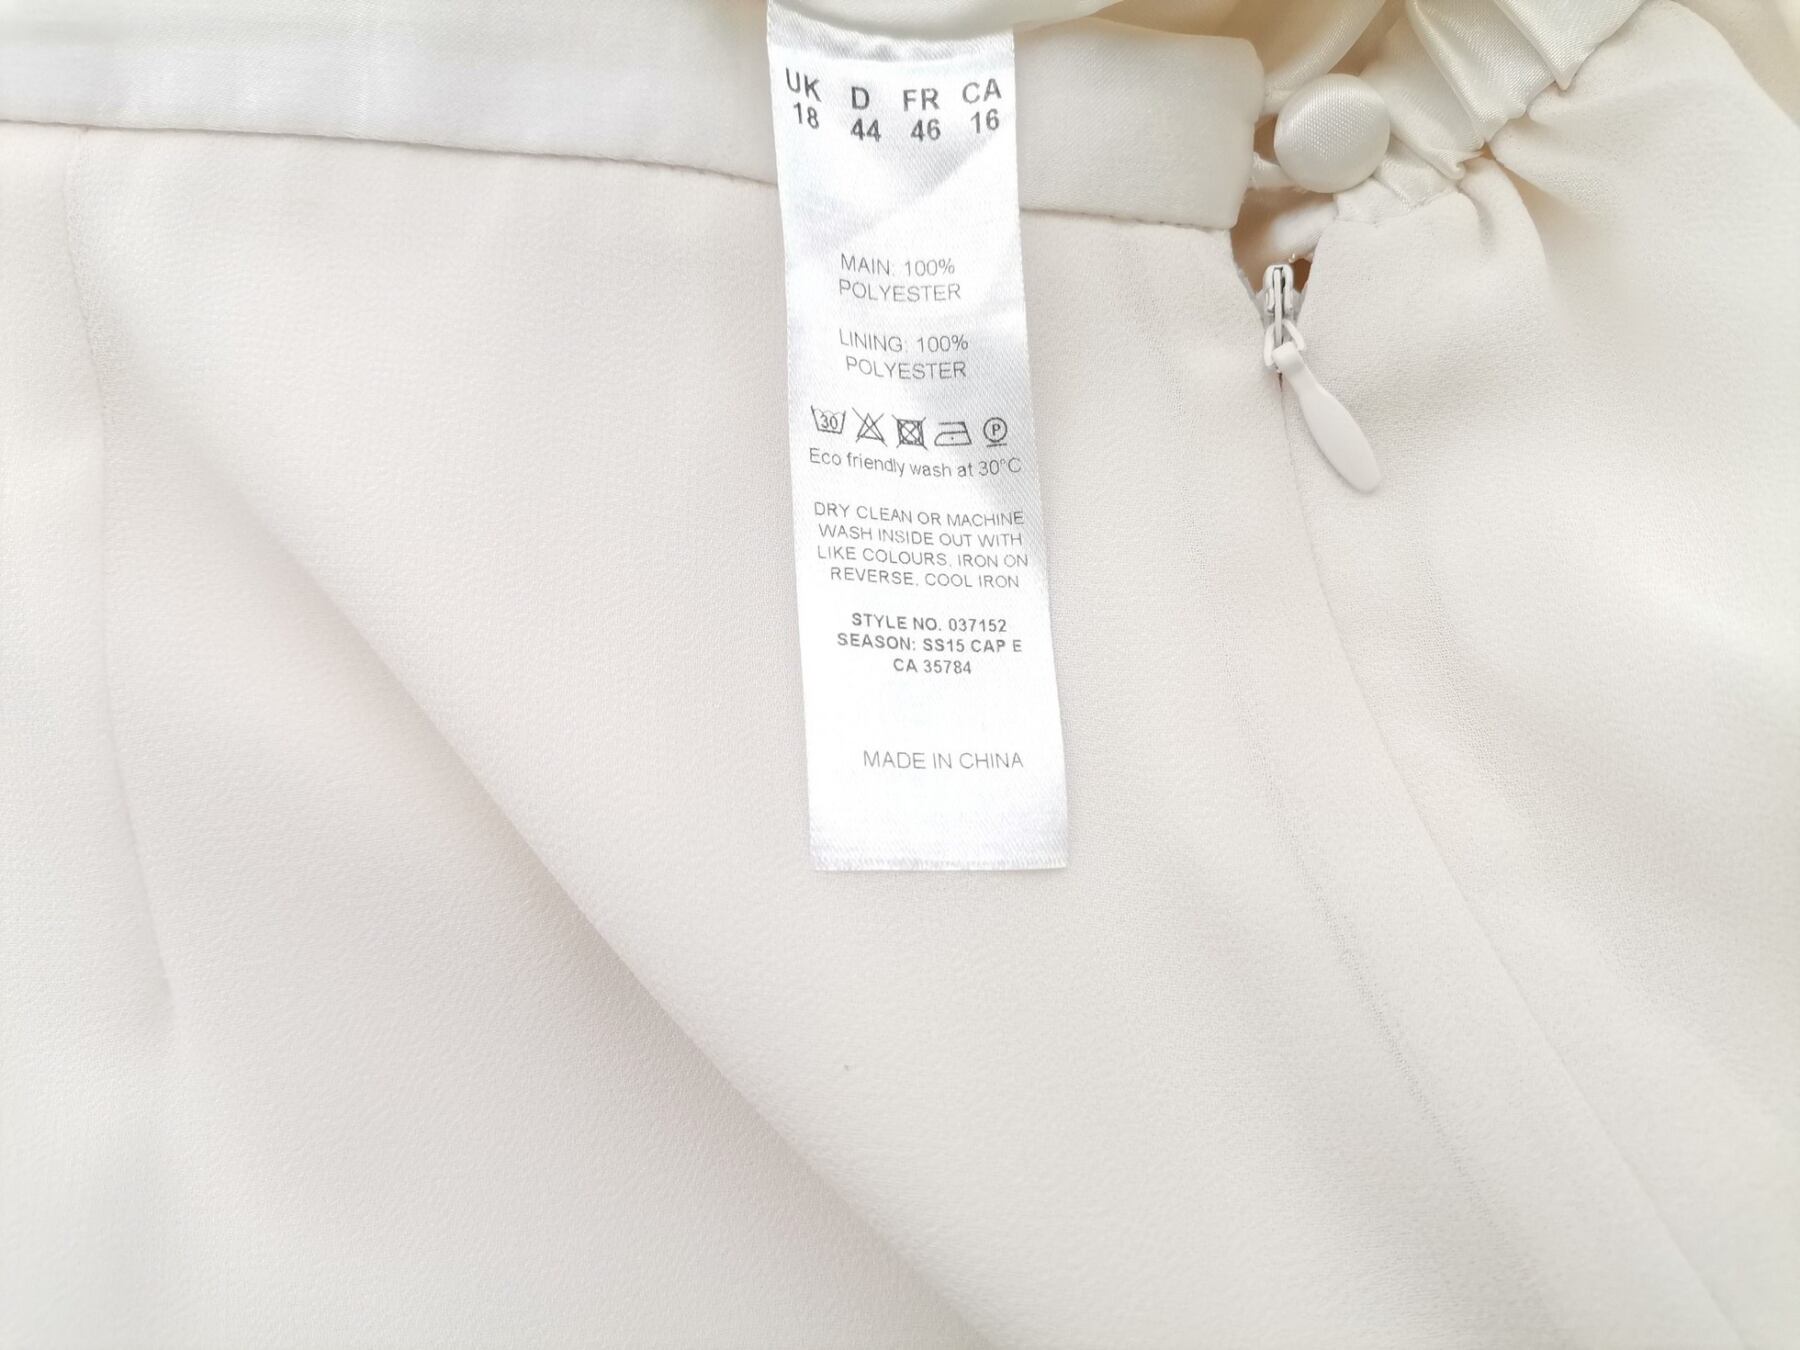 UK D FR CA
18 44 46 16
MAIN: 100%
POLYESTER
LINING: 100%
POLYESTER
30 P
Eco friendly wash at 30°C
DRY CLEAN OR MACHINE
WASH INSIDE OUT WITH
LIKE COLOURS, IRON ON
REVERSE, COOL IRON
STYLE NO. 037152
SEASON: SS15 CAP E
CA 35784
MADE IN CHINA